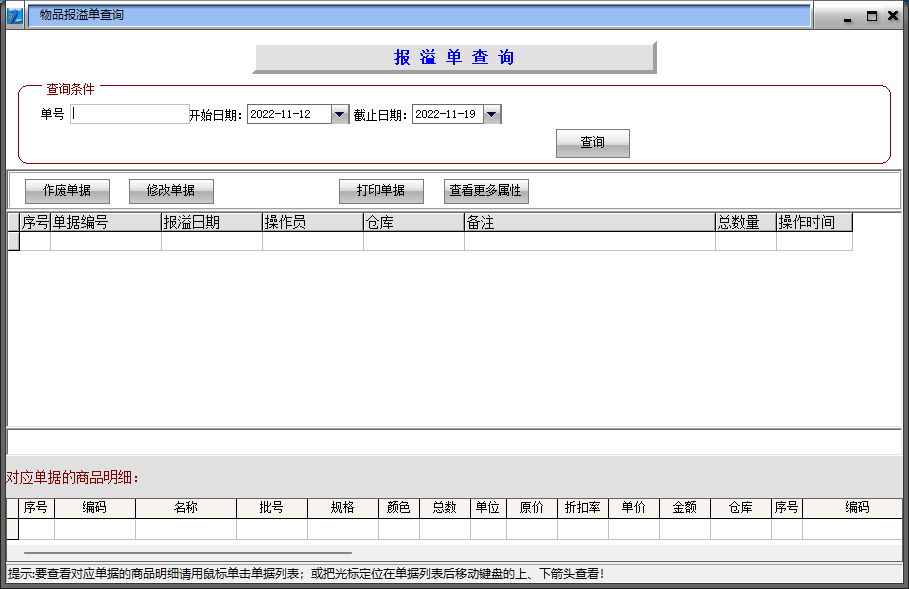 物品报溢单查询
报溢单查询
查询条件
单号 开始日期: 2022-11-12 截止日期: 2022-11-19
查询
作废单据 修改单据 打印单据 查看更多属性
序号 单据编号 报溢日期 操作员 仓库 备注 总数量 操作时间
对应单据的商品明细:
序号 编码 名称 批号 规格 颜色 总数 单位 原价 折扣率 单价 金额 仓库 序号 编码
提示:要查看对应单据的商品明细请用鼠标单击单据列表；或把光标定位在单据列表后移动键盘的上、下箭头查看!